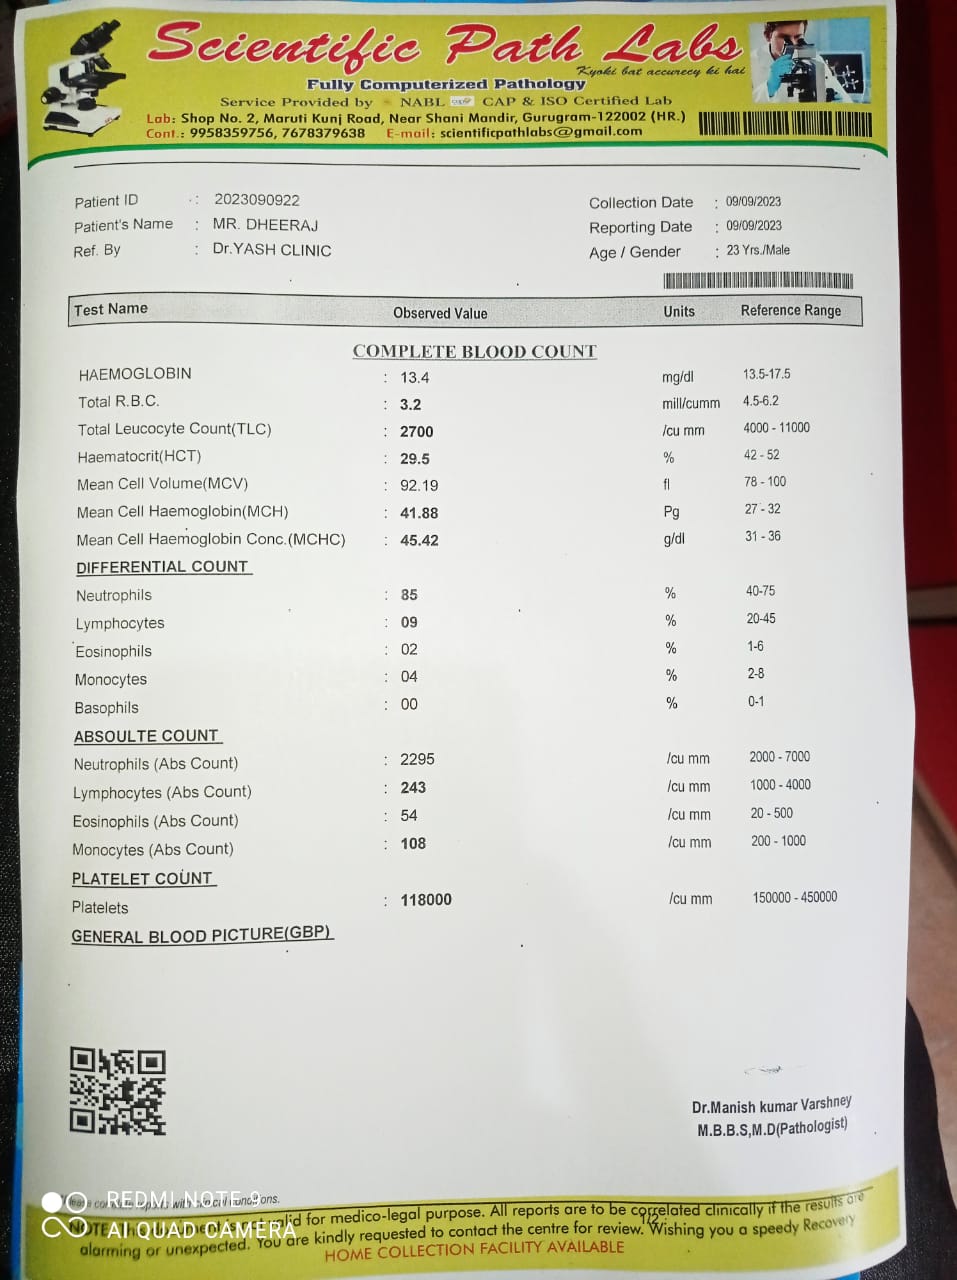 Scientific Path Labs
Kyoki bat accurecy ki hai
Fully Computerized Pathology
Service Provided by NABL CAP & ISO Certified Lab
Lab: Shop No. 2, Maruti Kunj Road, Near Shani Mandir, Gurugram-122002 (HR.)
Cont.: 9958359756, 7678379638 E-mail: scientificpathlabs@gmail.com
Patient ID : 2023090922 Collection Date : 09/09/2023
Patient's Name : MR. DHEERAJ Reporting Date : 09/09/2023
Ref. By : Dr.YASH CLINIC Age / Gender : 23 Yrs./Male
Test Name Observed Value Units Reference Range
COMPLETE BLOOD COUNT
HAEMOGLOBIN : 13.4 mg/dl 13.5-17.5
Total R.B.C. : 3.2 mill/cumm 4.5-6.2
Total Leucocyte Count(TLC) : 2700 /cu mm 4000 - 11000
Haematocrit(HCT) : 29.5 % 42 - 52
Mean Cell Volume(MCV) : 92.19 fl 78 - 100
Mean Cell Haemoglobin(MCH) : 41.88 Pg 27 - 32
Mean Cell Haemoglobin Conc.(MCHC) : 45.42 g/dl 31 - 36
DIFFERENTIAL COUNT
Neutrophils : 85 % 40-75
Lymphocytes : 09 % 20-45
Eosinophils : 02 % 1-6
Monocytes : 04 % 2-8
Basophils : 00 % 0-1
ABSOULTE COUNT
Neutrophils (Abs Count) : 2295 /cu mm 2000 - 7000
Lymphocytes (Abs Count) : 243 /cu mm 1000 - 4000
Eosinophils (Abs Count) : 54 /cu mm 20 - 500
Monocytes (Abs Count) : 108 /cu mm 200 - 1000
PLATELET COUNT
Platelets : 118000 /cu mm 150000 - 450000
GENERAL BLOOD PICTURE(GBP)
Dr.Manish kumar Varshney
M.B.B.S,M.D(Pathologist)
reports with clinical conditions.
REDMI NOTE 9
AI QUAD CAMERA
NOTE: valid for medico-legal purpose. All reports are to be correlated clinically if the results are
alarming or unexpected. You are kindly requested to contact the centre for review. Wishing you a speedy Recovery
1/2
HOME COLLECTION FACILITY AVAILABLE